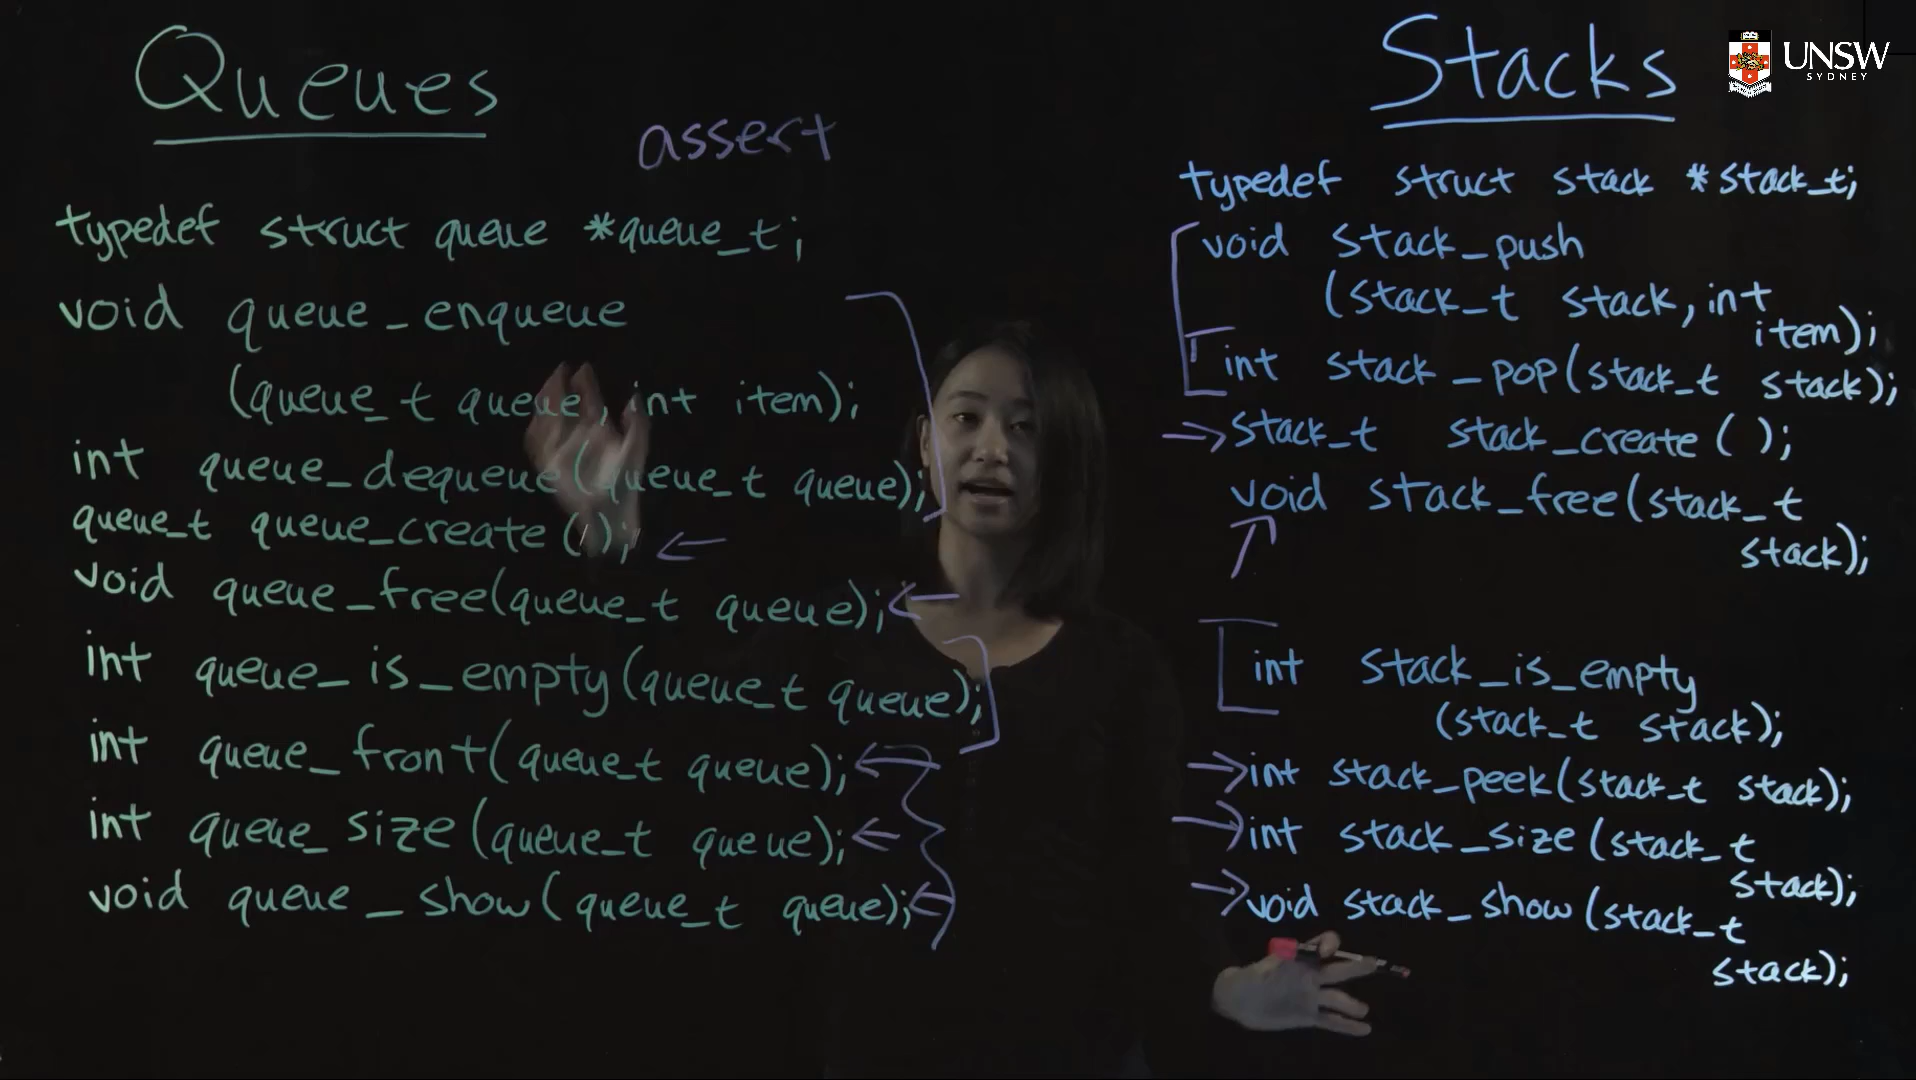 Queues
assert
typedef struct queue *queue_t;
void queue_enqueue
(queue_t queue, int item);
int queue_dequeue(queue_t queue);
queue_t queue_create();
void queue_free(queue_t queue);
int queue_is_empty(queue_t queue);
int queue_front(queue_t queue);
int queue_size(queue_t queue);
void queue_show(queue_t queue);
Stacks
UNSW
SYDNEY
typedef struct stack *stack_t;
void stack_push
(stack_t stack, int
item);
int stack_pop(stack_t stack);
stack_t stack_create();
void stack_free(stack_t
stack);
int stack_is_empty
(stack_t stack);
int stack_peek(stack_t stack);
int stack_size(stack_t
stack);
void stack_show(stack_t
stack);